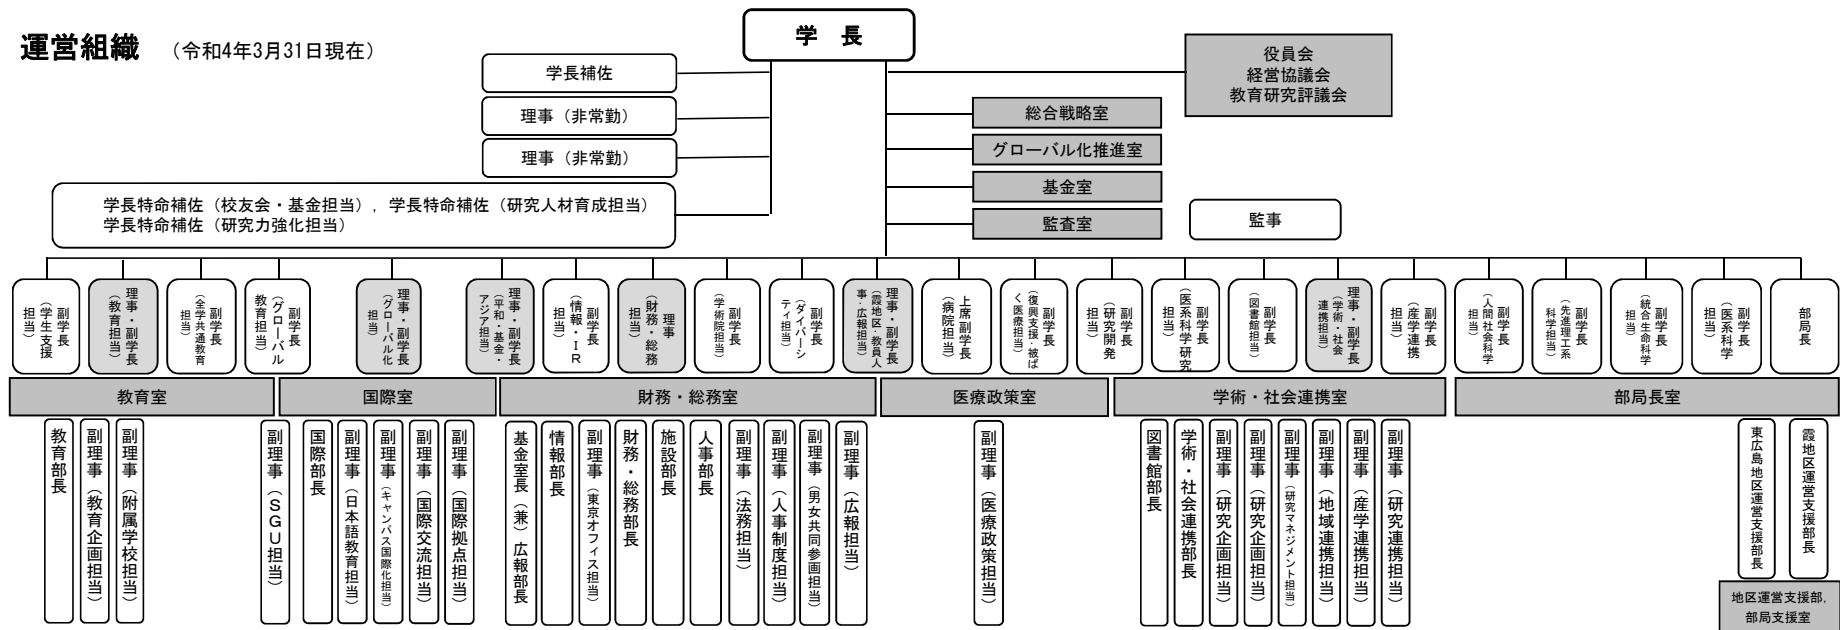 運営組織 （令和4年3月31日現在）
学 長
学長補佐
理事（非常勤）
理事（非常勤）
学長特命補佐（校友会・基金担当），学長特命補佐（研究人材育成担当）
学長特命補佐（研究力強化担当）
役員会
経営協議会
教育研究評議会
総合戦略室
グローバル化推進室
基金室
監査室
監事
副学長
（学生支援
担当）
理事・副学長
（教育担当）
副学長
（全学共通教育
担当）
副学長
（グローバル
教育担当）
理事・副学長
（グローバル化
担当）
理事・副学長
（平和・基金・
アジア担当）
副学長
（情報・ＩＲ
担当）
理事
（財務・総務
担当）
副学長
（学術院担当）
副学長
（ダイバーシ
ティ担当）
理事・副学長
（霞地区・教員人
事・広報担当）
上席副学長
（病院担当）
副学長
（復興支援・被ば
く医療担当）
副学長
（研究開発
担当）
副学長
（医系科学研究
担当）
副学長
（図書館担当）
理事・副学長
（学術・社会
連携担当）
副学長
（産学連携
担当）
副学長
（人間社会科学
担当）
副学長
（先進理工系
科学担当）
副学長
（統合生命科学
担当）
副学長
（医系科学
担当）
部局長
教育室
国際室
財務・総務室
医療政策室
学術・社会連携室
部局長室
教育部長
副理事（教育企画担当）
副理事（附属学校担当）
副理事（ＳＧＵ担当）
国際部長
副理事（日本語教育担当）
副理事（キャンパス国際化担当）
副理事（国際交流担当）
副理事（国際拠点担当）
基金室長（兼）広報部長
情報部長
副理事（東京オフィス担当）
財務・総務部長
施設部長
人事部長
副理事（法務担当）
副理事（人事制度担当）
副理事（男女共同参画担当）
副理事（広報担当）
副理事（医療政策担当）
図書館部長
学術・社会連携部長
副理事（研究企画担当）
副理事（研究企画担当）
副理事（研究マネジメント担当）
副理事（地域連携担当）
副理事（産学連携担当）
副理事（研究連携担当）
東広島地区運営支援部長
霞地区運営支援部長
地区運営支援部，
部局支援室